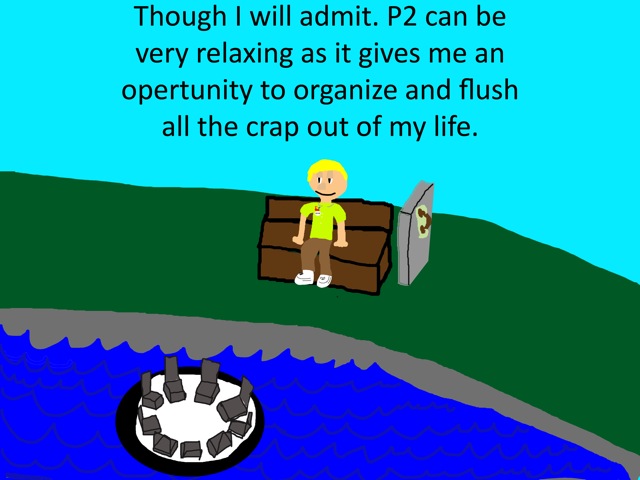 Though I will admit. P2 can be
very relaxing as it gives me an
opertunity to organize and flush
all the crap out of my life.